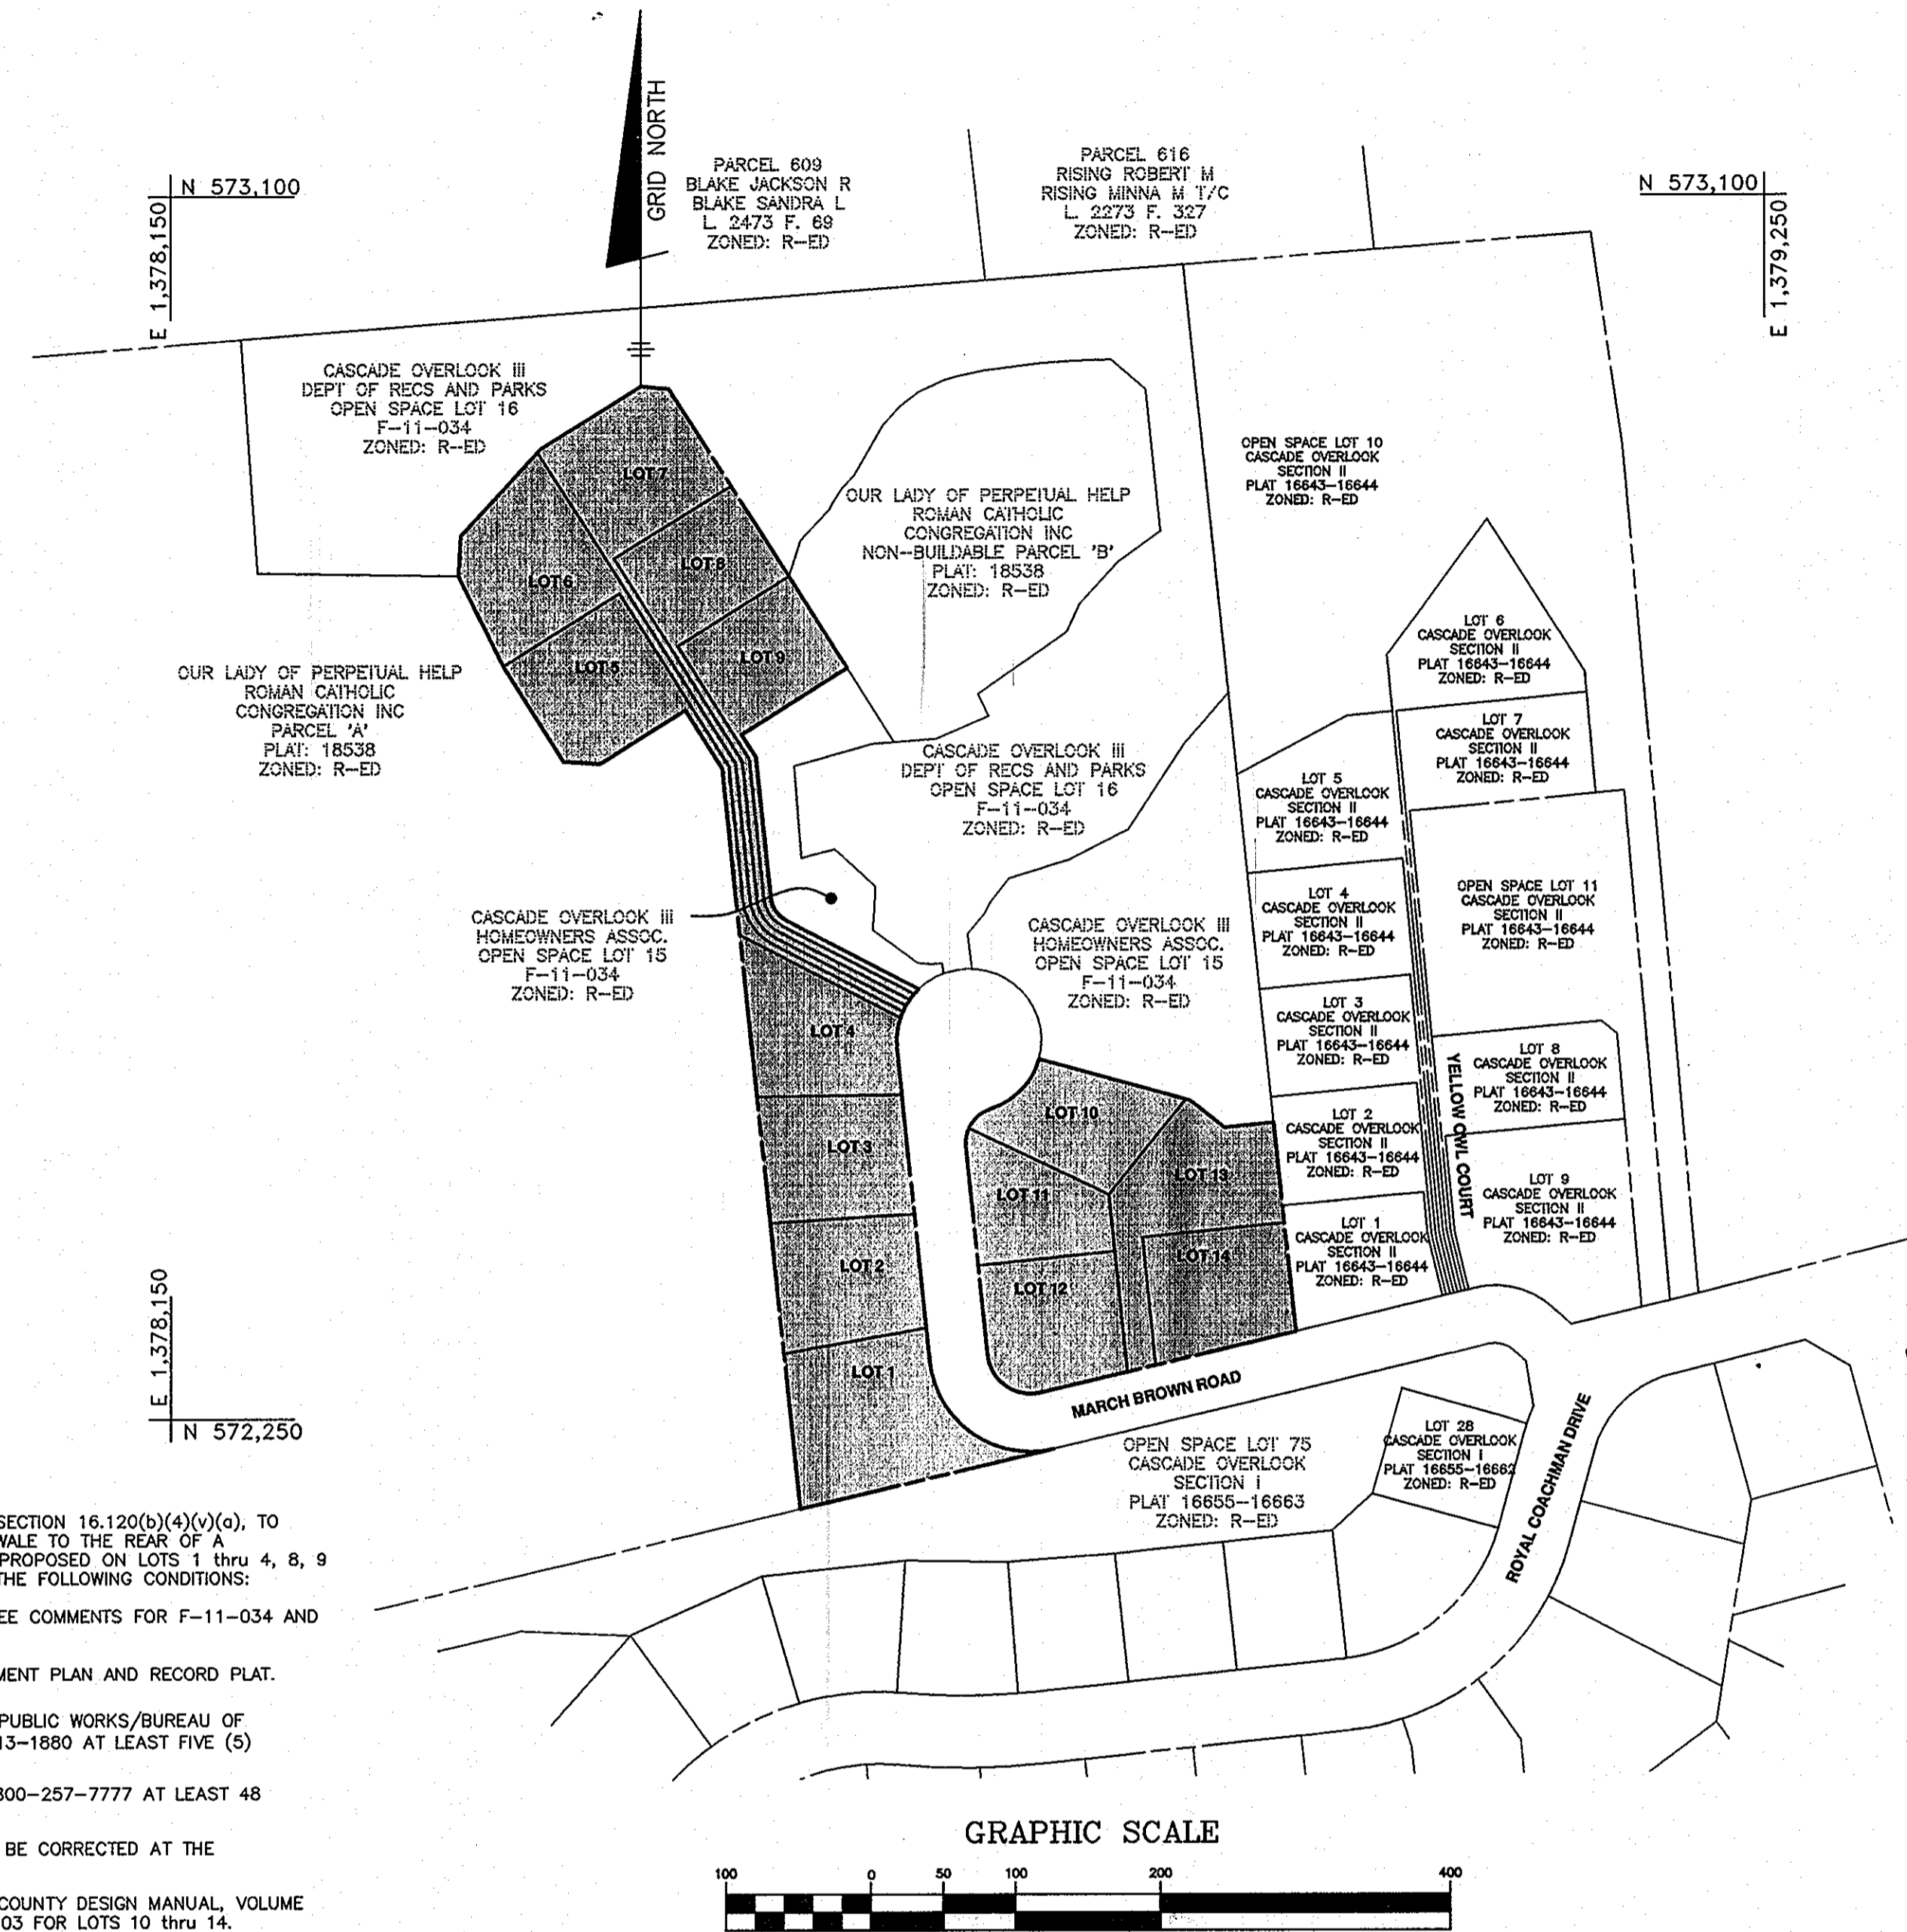 GRID NORTH
N 573,100
E 1,378,150
PARCEL 609
BLAKE JACKSON R
BLAKE SANDRA L
L. 2473 F. 69
ZONED: R-ED
PARCEL 616
RISING ROBERT M
RISING MINNA M T/C
L. 2273 F. 327
ZONED: R-ED
N 573,100
E 1,379,250
CASCADE OVERLOOK III
DEPT OF RECS AND PARKS
OPEN SPACE LOT 16
F-11-034
ZONED: R-ED
LOT 7
LOT 8
LOT 6
LOT 5
LOT 9
OUR LADY OF PERPETUAL HELP
ROMAN CATHOLIC
CONGREGATION INC
NON-BUILDABLE PARCEL 'B'
PLAT: 18538
ZONED: R-ED
OPEN SPACE LOT 10
CASCADE OVERLOOK
SECTION II
PLAT 16643-16644
ZONED: R-ED
LOT 6
CASCADE OVERLOOK
SECTION II
PLAT 16643-16644
ZONED: R-ED
OUR LADY OF PERPETUAL HELP
ROMAN CATHOLIC
CONGREGATION INC
PARCEL 'A'
PLAT: 18538
ZONED: R-ED
LOT 7
CASCADE OVERLOOK
SECTION II
PLAT 16643-16644
ZONED: R-ED
CASCADE OVERLOOK III
DEPT OF RECS AND PARKS
OPEN SPACE LOT 16
F-11-034
ZONED: R-ED
LOT 5
CASCADE OVERLOOK
SECTION II
PLAT 16643-16644
ZONED: R-ED
LOT 4
CASCADE OVERLOOK
SECTION II
PLAT 16643-16644
ZONED: R-ED
OPEN SPACE LOT 11
CASCADE OVERLOOK
SECTION II
PLAT 16643-16644
ZONED: R-ED
CASCADE OVERLOOK III
HOMEOWNERS ASSOC.
OPEN SPACE LOT 15
F-11-034
ZONED: R-ED
CASCADE OVERLOOK III
HOMEOWNERS ASSOC.
OPEN SPACE LOT 15
F-11-034
ZONED: R-ED
LOT 3
CASCADE OVERLOOK
SECTION II
PLAT 16643-16644
ZONED: R-ED
LOT 8
CASCADE OVERLOOK
SECTION II
PLAT 16643-16644
ZONED: R-ED
YELLOW OWL COURT
LOT 2
CASCADE OVERLOOK
SECTION II
PLAT 16643-16644
ZONED: R-ED
LOT 9
CASCADE OVERLOOK
SECTION II
PLAT 16643-16644
ZONED: R-ED
LOT 1
CASCADE OVERLOOK
SECTION II
PLAT 16643-16644
ZONED: R-ED
LOT 4
LOT 3
LOT 2
LOT 1
LOT 10
LOT 11
LOT 12
LOT 13
LOT 14
E 1,378,150
N 572,250
MARCH BROWN ROAD
OPEN SPACE LOT 75
CASCADE OVERLOOK
SECTION I
PLAT 16655-16663
ZONED: R-ED
LOT 28
CASCADE OVERLOOK
SECTION I
PLAT 16655-16662
ZONED: R-ED
ROYAL COACHMAN DRIVE
SECTION 16.120(b)(4)(v)(a), TO
WALE TO THE REAR OF A
PROPOSED ON LOTS 1 thru 4, 8, 9
THE FOLLOWING CONDITIONS:
EE COMMENTS FOR F-11-034 AND
MENT PLAN AND RECORD PLAT.
PUBLIC WORKS/BUREAU OF
13-1880 AT LEAST FIVE (5)
800-257-7777 AT LEAST 48
BE CORRECTED AT THE
COUNTY DESIGN MANUAL, VOLUME
03 FOR LOTS 10 thru 14.
GRAPHIC SCALE
100 0 50 100 200 400